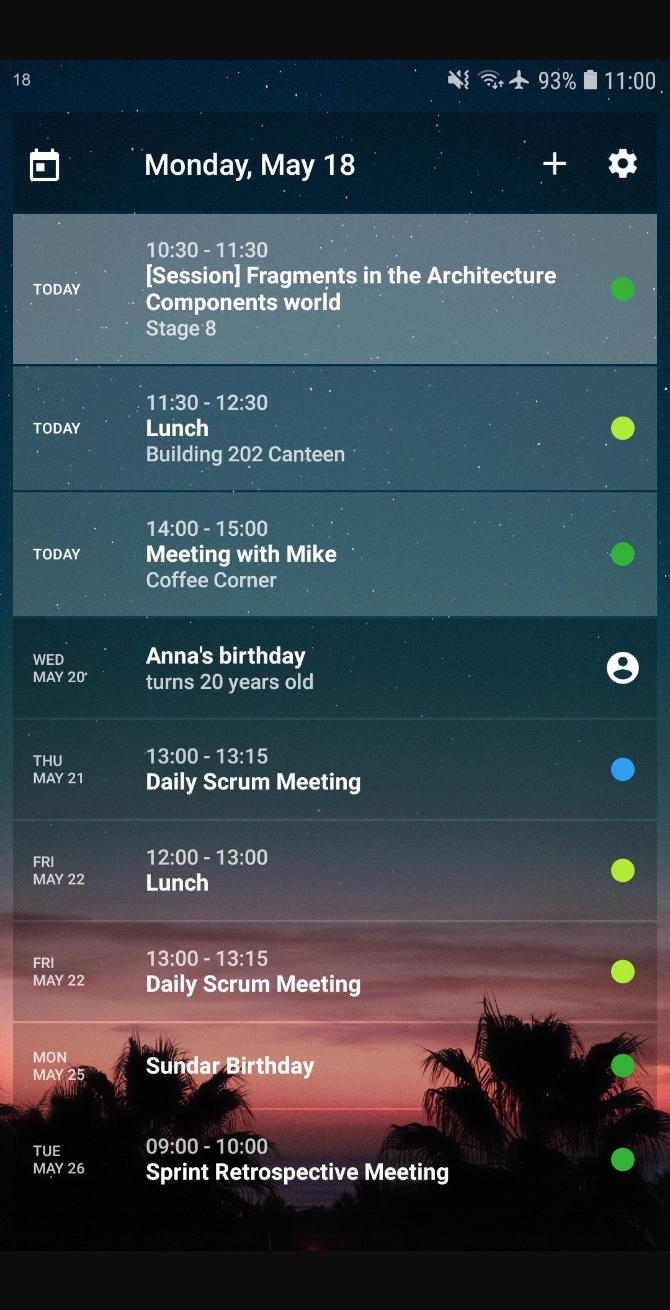 18
93% 11:00
Monday, May 18
TODAY
10:30 - 11:30
[Session] Fragments in the Architecture
Components world
Stage 8
TODAY
11:30 - 12:30
Lunch
Building 202 Canteen
TODAY
14:00 - 15:00
Meeting with Mike
Coffee Corner
WED
MAY 20
Anna's birthday
turns 20 years old
THU
MAY 21
13:00 - 13:15
Daily Scrum Meeting
FRI
MAY 22
12:00 - 13:00
Lunch
FRI
MAY 22
13:00 - 13:15
Daily Scrum Meeting
MON
MAY 25
Sundar Birthday
TUE
MAY 26
09:00 - 10:00
Sprint Retrospective Meeting